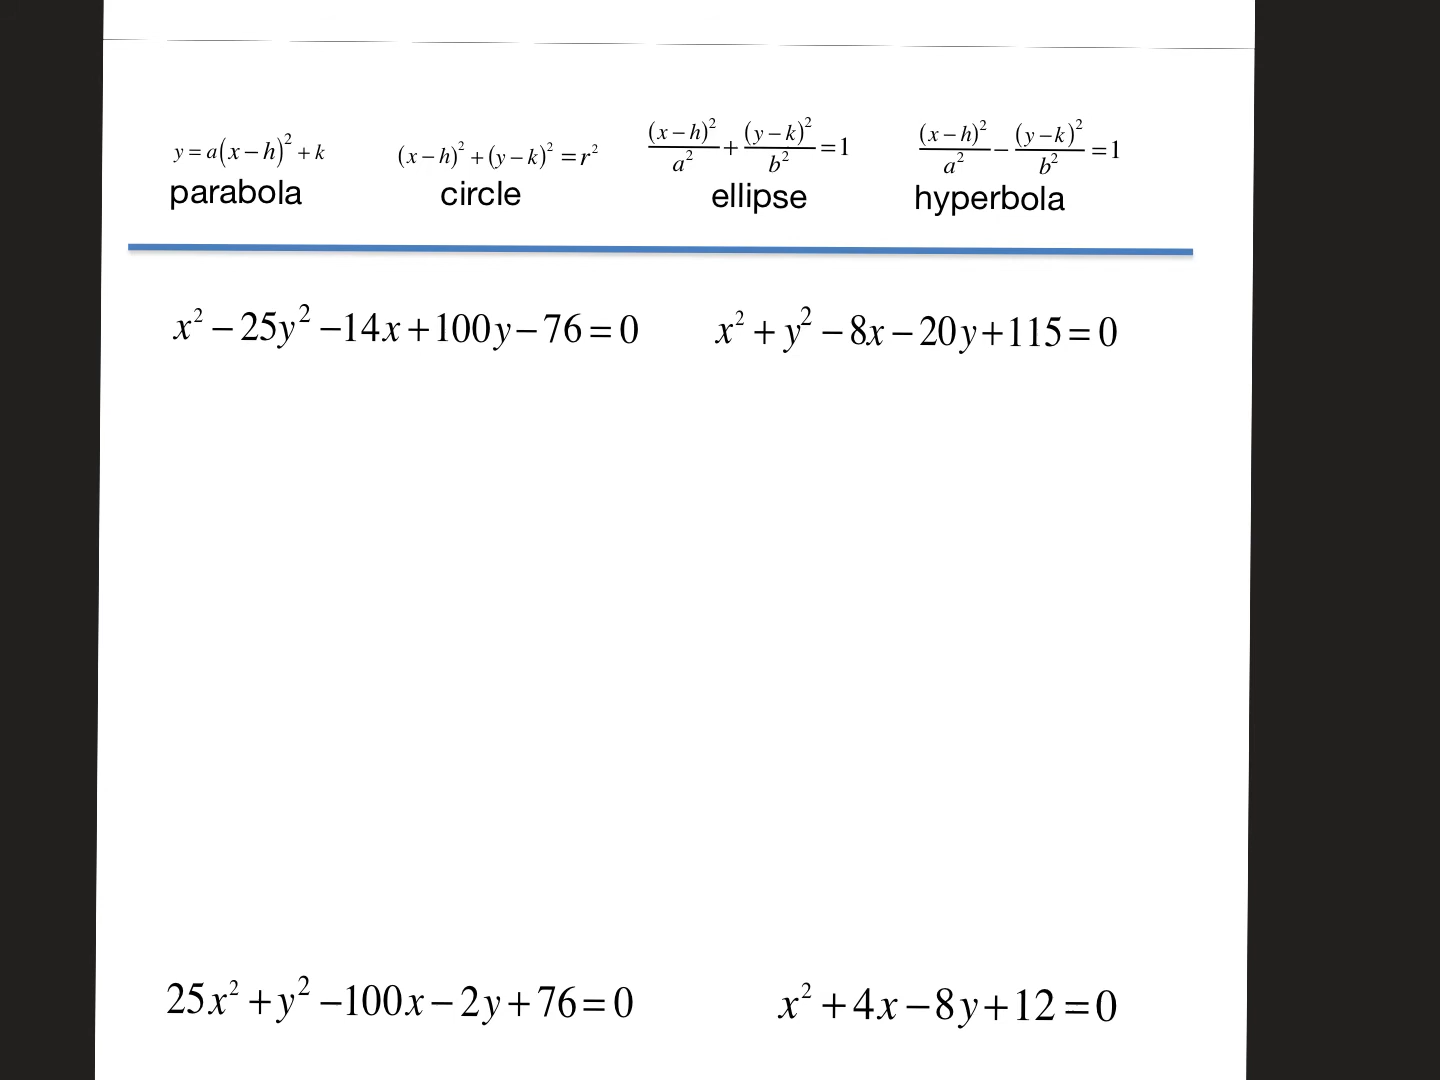 y = a(x − h)² + k
parabola
(x − h)² + (y − k)² = r²
circle
(x − h)²/a² + (y − k)²/b² = 1
ellipse
(x − h)²/a² − (y − k)²/b² = 1
hyperbola
x² − 25y² − 14x + 100y − 76 = 0
x² + y² − 8x − 20y + 115 = 0
25x² + y² − 100x − 2y + 76 = 0
x² + 4x − 8y + 12 = 0